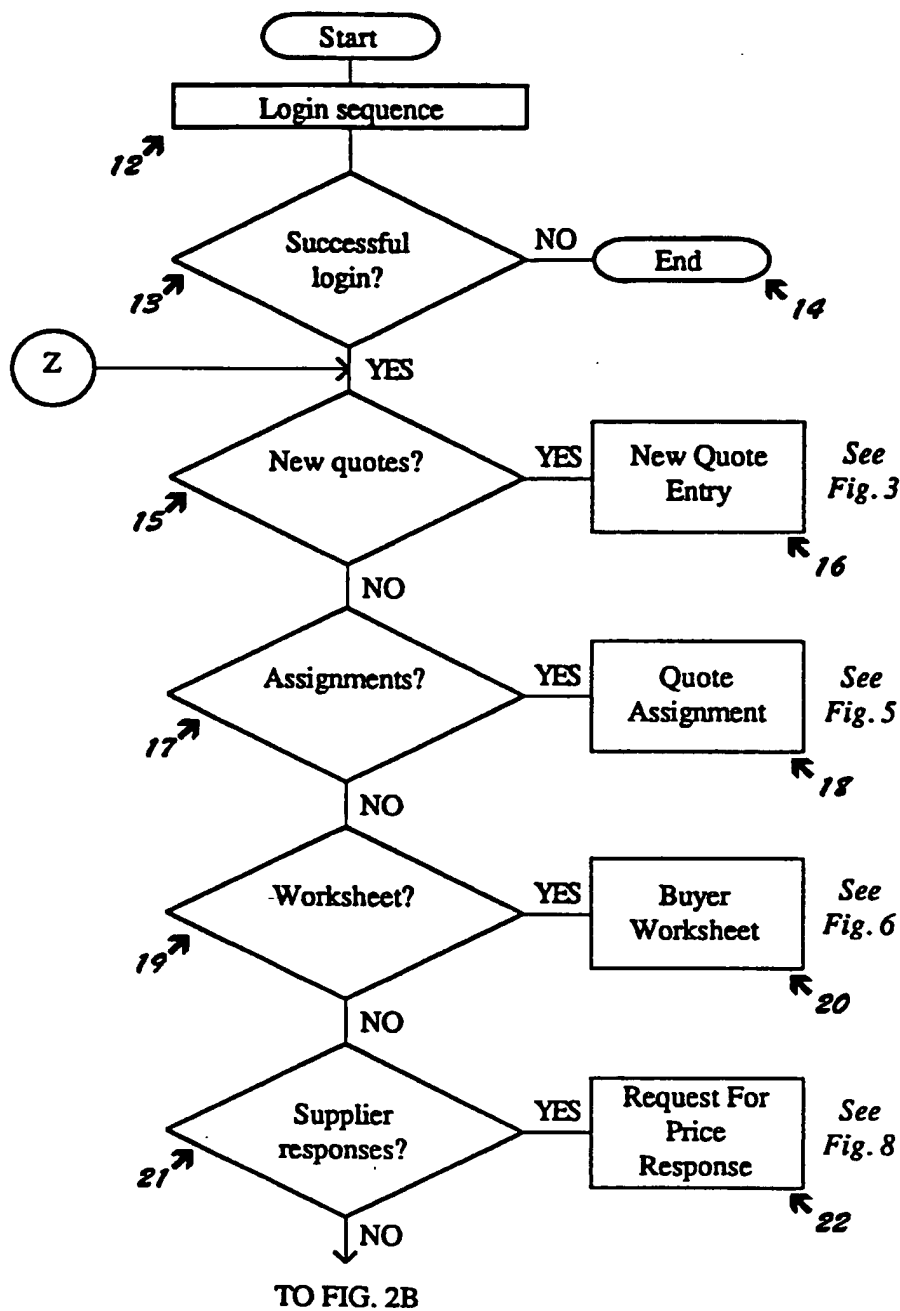 Start
Login sequence
12
Successful
login?
NO
End
13
14
Z
YES
New quotes?
YES
New Quote
Entry
See
Fig. 3
15
16
NO
Assignments?
YES
Quote
Assignment
See
Fig. 5
17
18
NO
Worksheet?
YES
Buyer
Worksheet
See
Fig. 6
19
20
NO
Supplier
responses?
YES
Request For
Price
Response
See
Fig. 8
21
22
NO
TO FIG. 2B